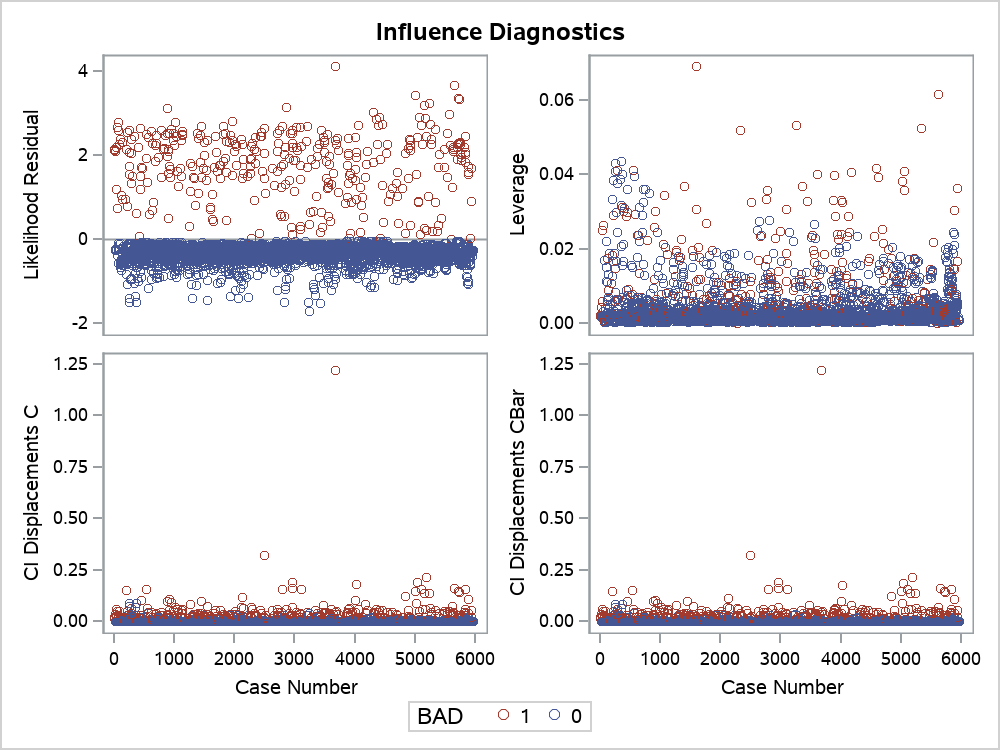 Influence Diagnostics
Likelihood Residual
4
2
0
-2
Leverage
0.06
0.04
0.02
0.00
CI Displacements C
1.25
1.00
0.75
0.50
0.25
0.00
0 1000 2000 3000 4000 5000 6000
Case Number
CI Displacements CBar
1.25
1.00
0.75
0.50
0.25
0.00
0 1000 2000 3000 4000 5000 6000
Case Number
BAD 1 0